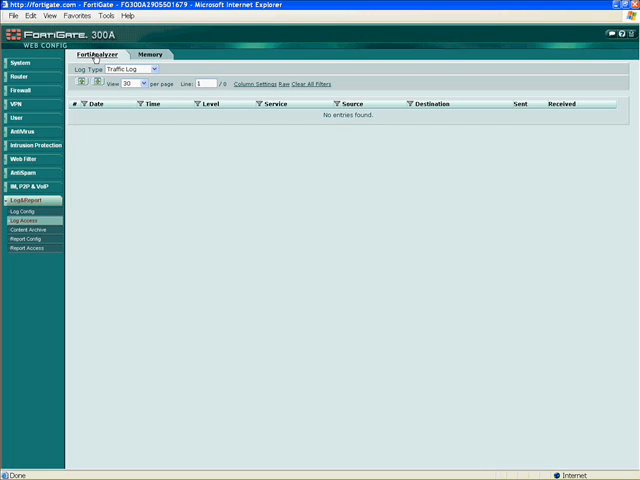 http://fortigate.com - FortiGate - FG300A2905501679 - Microsoft Internet Explorer
File Edit View Favorites Tools Help
FORTIGATE 300A
WEB CONFIG
FortiAnalyzer Memory
System
Log Type Traffic Log
Router
View 30 per page Line: 1 / 0 Column Settings Raw Clear All Filters
Firewall
VPN
# Date Time Level Service Source Destination Sent Received
User
No entries found.
AntiVirus
Intrusion Protection
Web Filter
AntiSpam
IM, P2P & VoIP
Log&Report
Log Config
Log Access
Content Archive
Report Config
Report Access
Done Internet